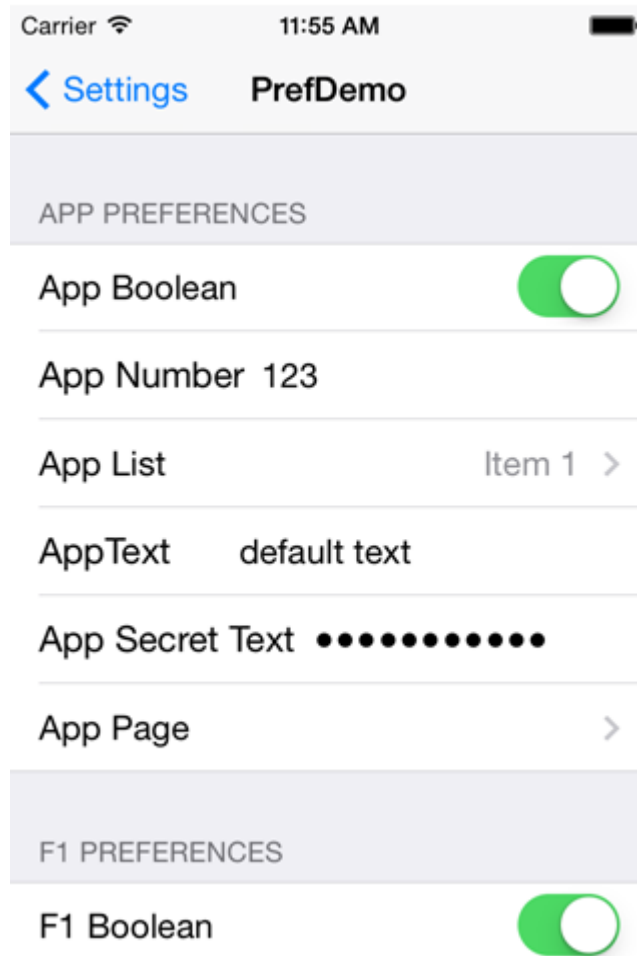 Carrier 11:55 AM
Settings PrefDemo
APP PREFERENCES
App Boolean
App Number 123
App List Item 1
AppText default text
App Secret Text •••••••••••
App Page
F1 PREFERENCES
F1 Boolean